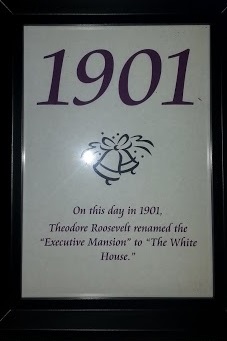 1901
On this day in 1901,
Theodore Roosevelt renamed the
"Executive Mansion" to "The White
House."